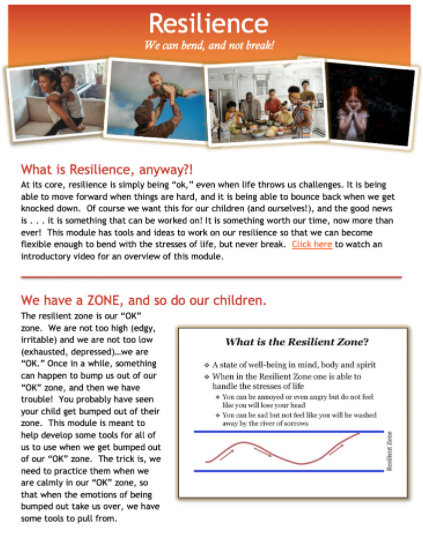 Resilience
We can bend, and not break!
What is Resilience, anyway?!
At its core, resilience is simply being "ok," even when life throws us challenges. It is being
able to move forward when things are hard, and it is being able to bounce back when we get
knocked down. Of course we want this for our children (and ourselves!), and the good news
is . . . it is something that can be worked on! It is something worth our time, now more than
ever! This module has tools and ideas to work on our resilience so that we can become
flexible enough to bend with the stresses of life, but never break. Click here to watch an
introductory video for an overview of this module.
We have a ZONE, and so do our children.
The resilient zone is our "OK"
zone. We are not too high (edgy,
irritable) and we are not too low
(exhausted, depressed)…we are
"OK." Once in a while, something
can happen to bump us out of our
"OK" zone, and then we have
trouble! You probably have seen
your child get bumped out of their
zone. This module is meant to
help develop some tools for all of
us to use when we get bumped out
of our "OK" zone. The trick is, we
need to practice them when we
are calmly in our "OK" zone, so
that when the emotions of being
bumped out take us over, we have
some tools to pull from.
What is the Resilient Zone?
❖ A state of well-being in mind, body and spirit
❖ When in the Resilient Zone one is able to
handle the stresses of life
❖ You can be annoyed or even angry but do not feel
like you will lose your head
❖ You can be sad but not feel like you will be washed
away by the river of sorrows
Resilient Zone